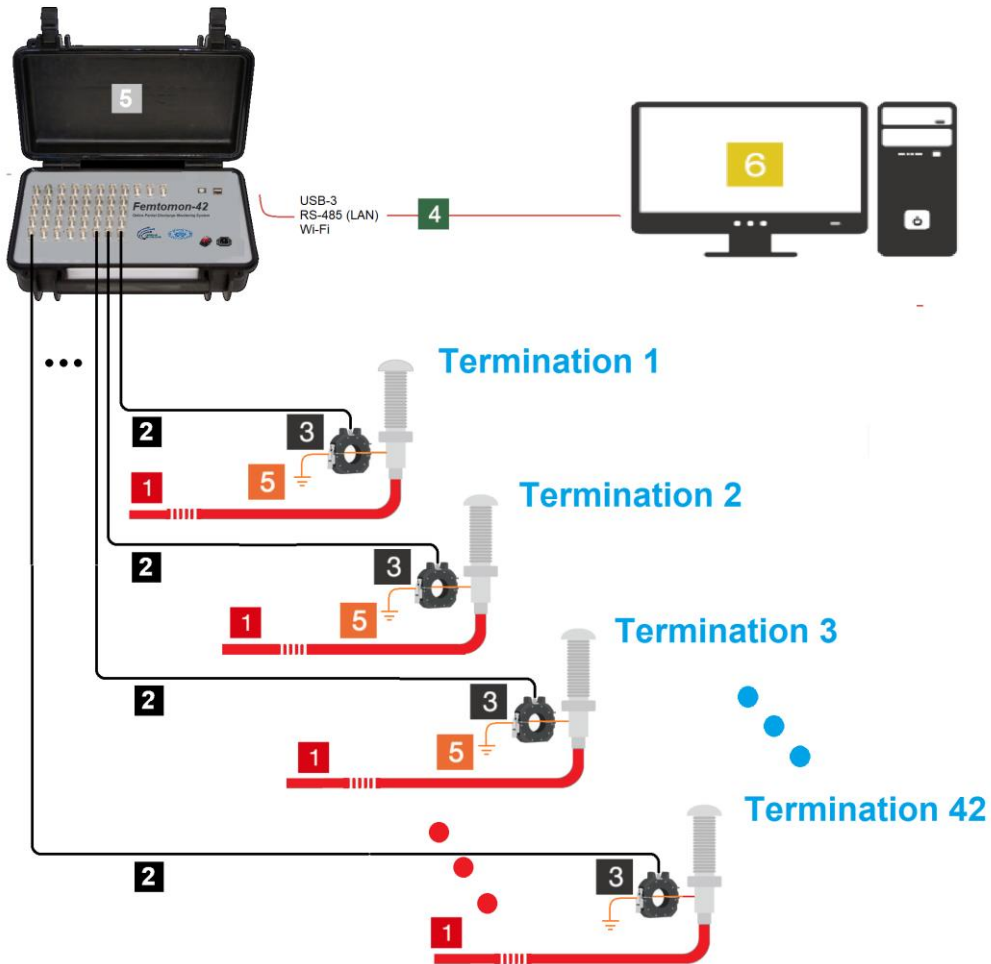 5
Femtomon-42
USB-3
RS-485 (LAN)
Wi-Fi
4
6
Termination 1
2
3
5
1
Termination 2
2
3
5
1
Termination 3
2
3
5
1
Termination 42
2
3
1